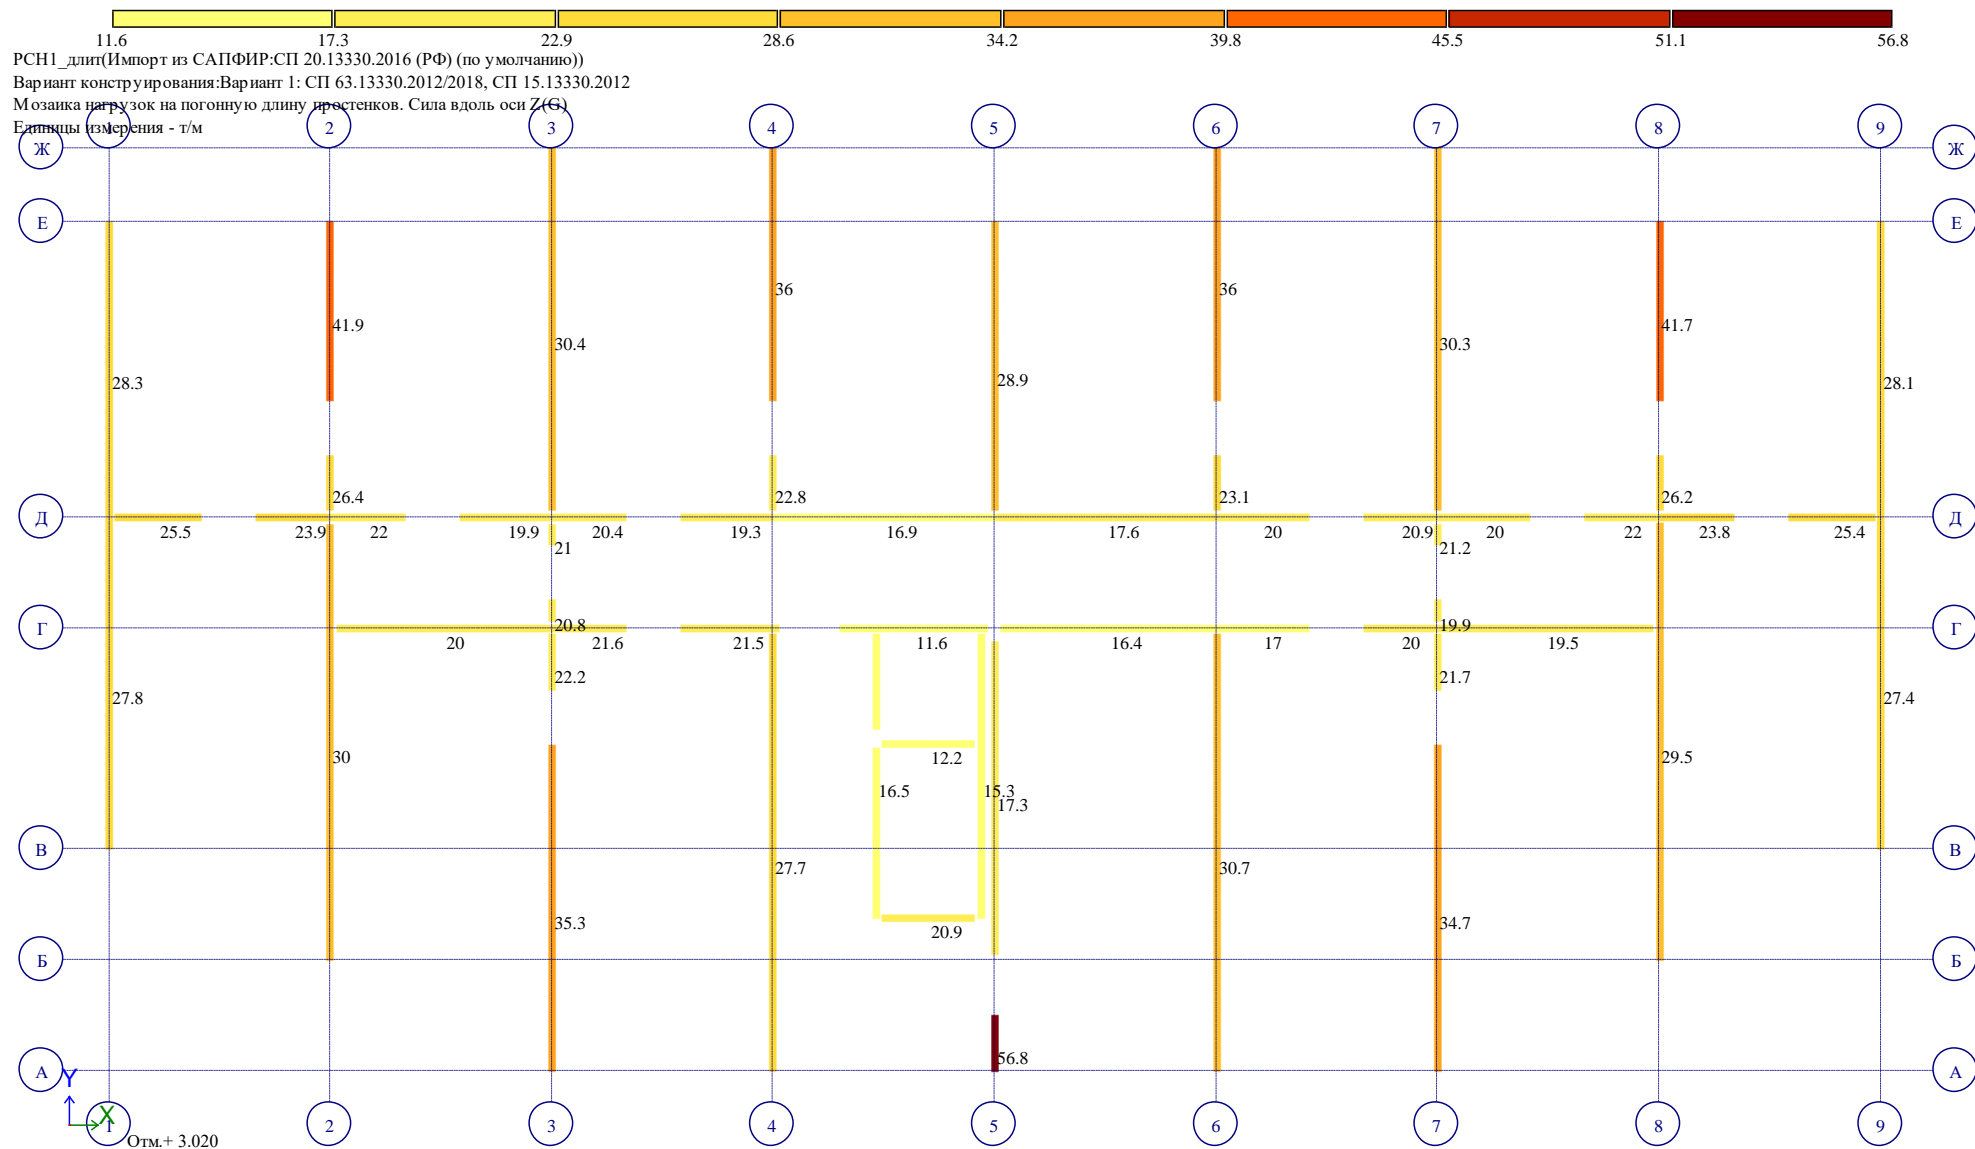 11.6 17.3 22.9 28.6 34.2 39.8 45.5 51.1 56.8
РСН1_длит(Импорт из САПФИР:СП 20.13330.2016 (РФ) (по умолчанию))
Вариант конструирования:Вариант 1: СП 63.13330.2012/2018, СП 15.13330.2012
Мозаика нагрузок на погонную длину простенков. Сила вдоль оси Z(G)
Единицы измерения - т/м
1 2 3 4 5 6 7 8 9
Ж Ж
Е Е
36 36
41.9 41.7
30.4 30.3
28.3 28.9 28.1
26.4 22.8 23.1 26.2
Д Д
25.5 23.9 22 19.9 20.4 19.3 16.9 17.6 20 20.9 20 22 23.8 25.4
21 21.2
20.8 19.9
Г Г
20 21.6 21.5 11.6 16.4 17 20 19.5
22.2 21.7
27.8 27.4
30 12.2 29.5
16.5 15.3
17.3
В В
27.7 30.7
35.3 34.7
20.9
Б Б
56.8
А А
Y
X
1 2 3 4 5 6 7 8 9
Отм.+ 3.020